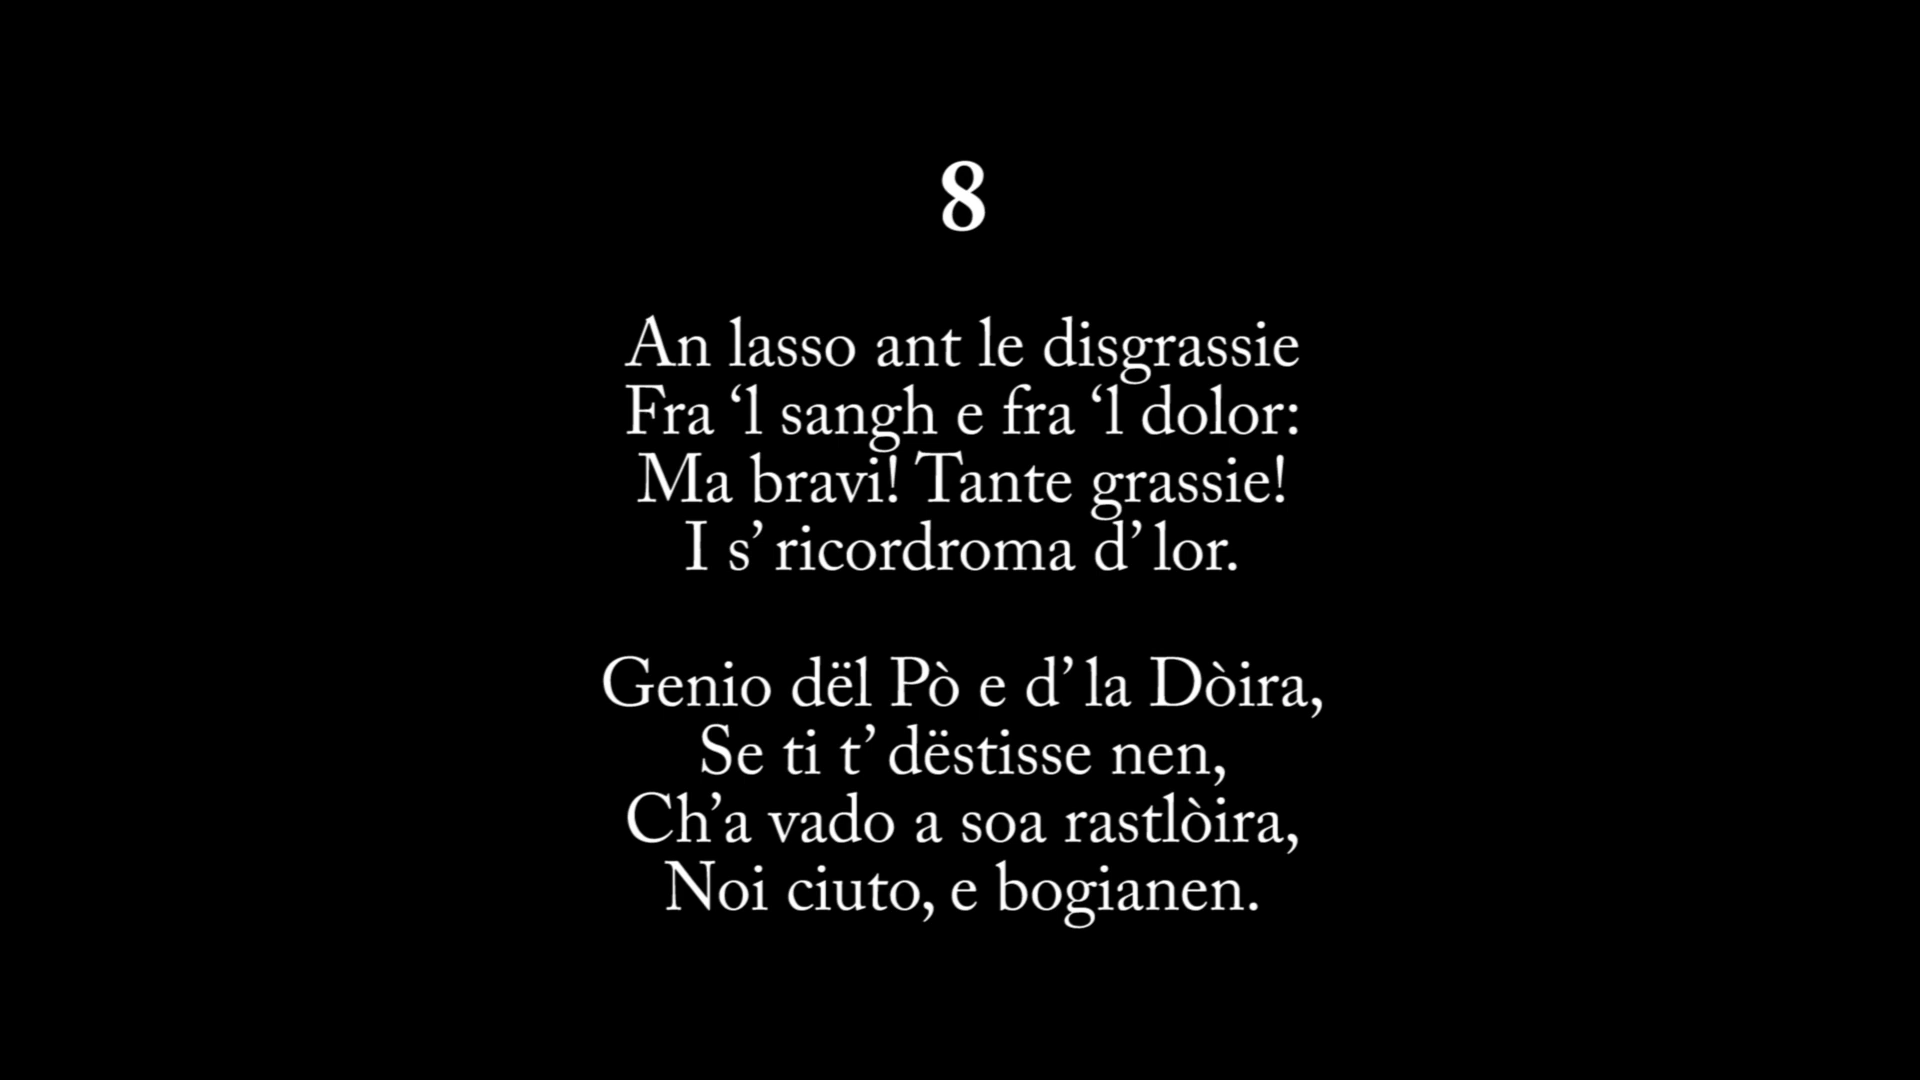 8
An lasso ant le disgrassie
Fra ‘l sangh e fra ‘l dolor:
Ma bravi! Tante grassie!
I s’ ricordroma d’ lor.
Genio dël Pò e d’ la Dòira,
Se ti t’ dëstisse nen,
Ch’a vado a soa rastlòira,
Noi ciuto, e bogianen.